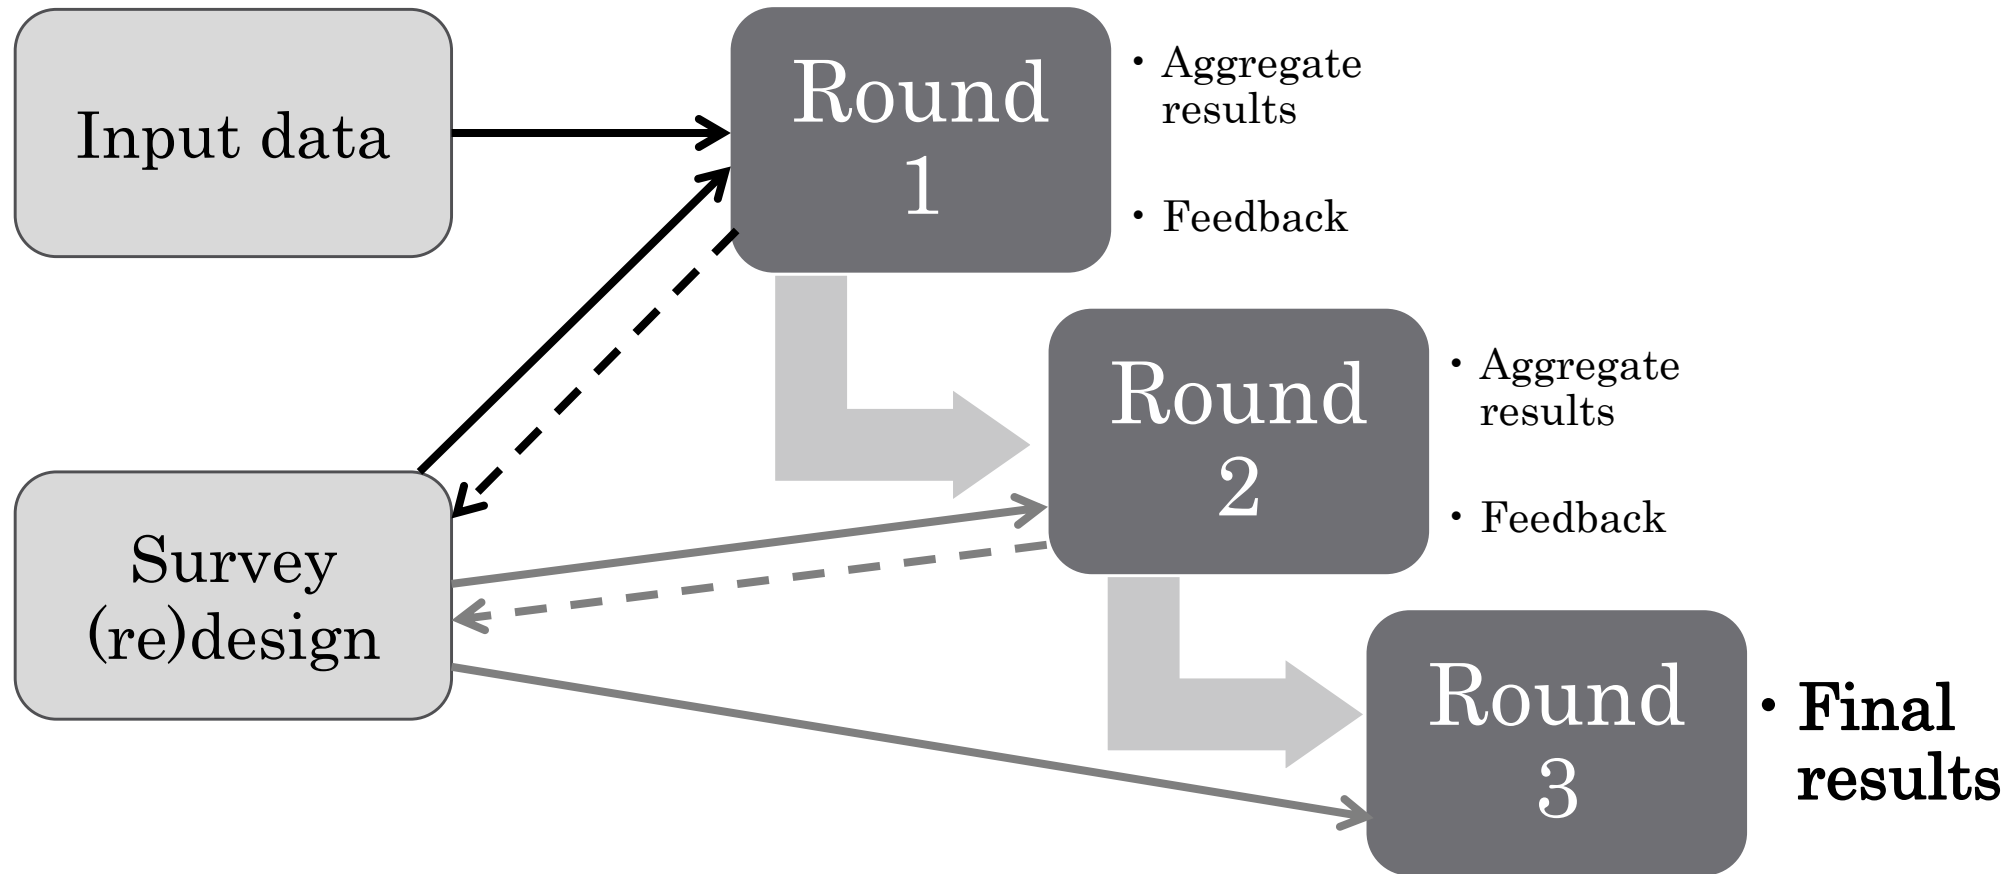 Input data
Round
1
• Aggregate
results
• Feedback
Round
2
• Aggregate
results
• Feedback
Survey
(re)design
Round
3
• Final
results